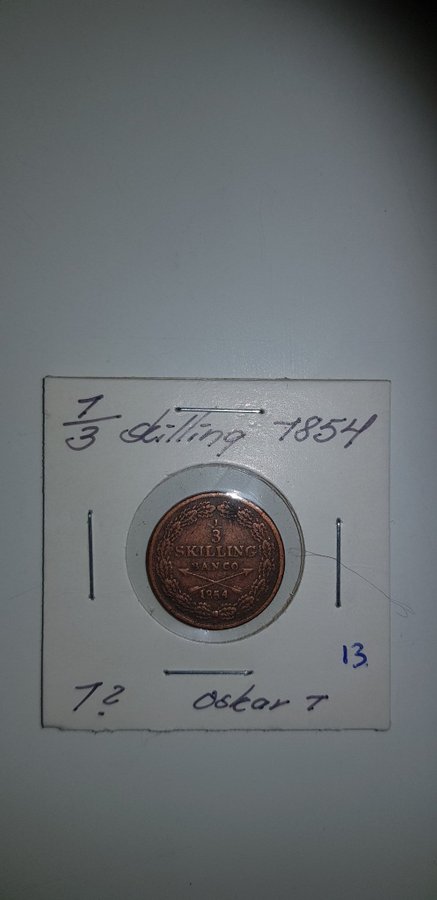 1/3 skilling 1854
1
3
SKILLING
BANCO
1854
13
1? Oskar I